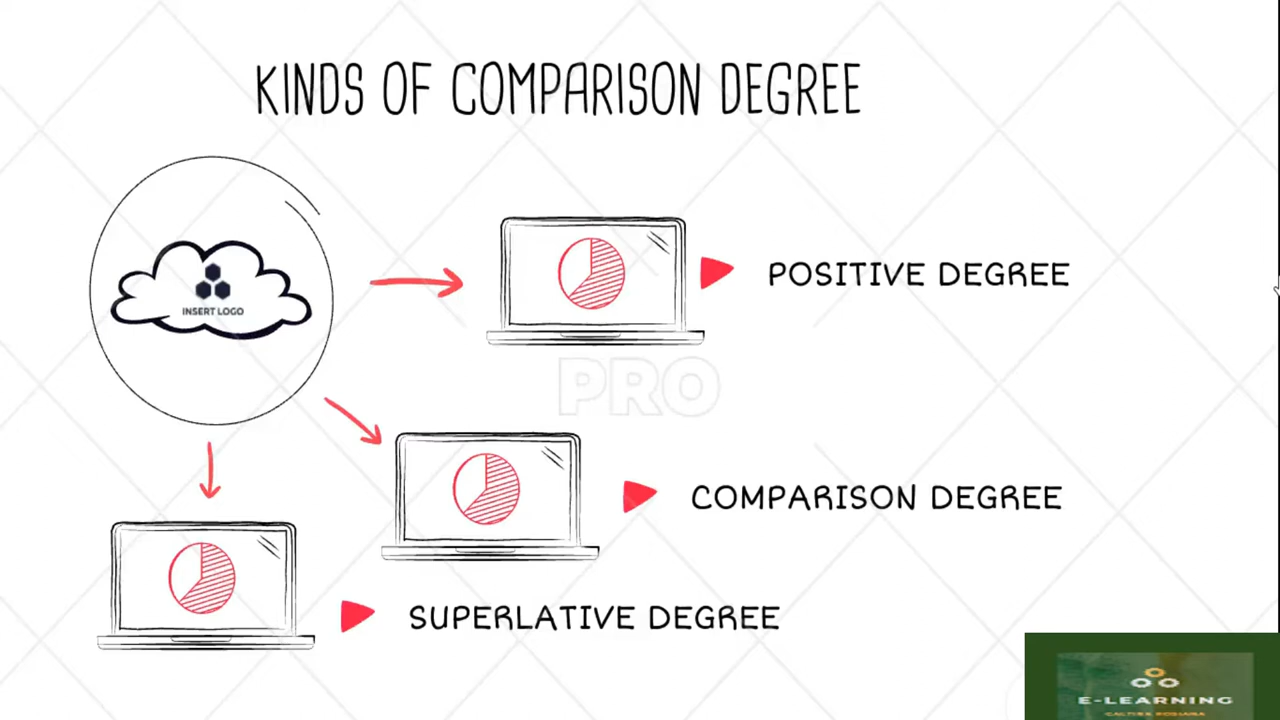 KINDS OF COMPARISON DEGREE
INSERT LOGO
POSITIVE DEGREE
PRO
COMPARISON DEGREE
SUPERLATIVE DEGREE
E-LEARNING